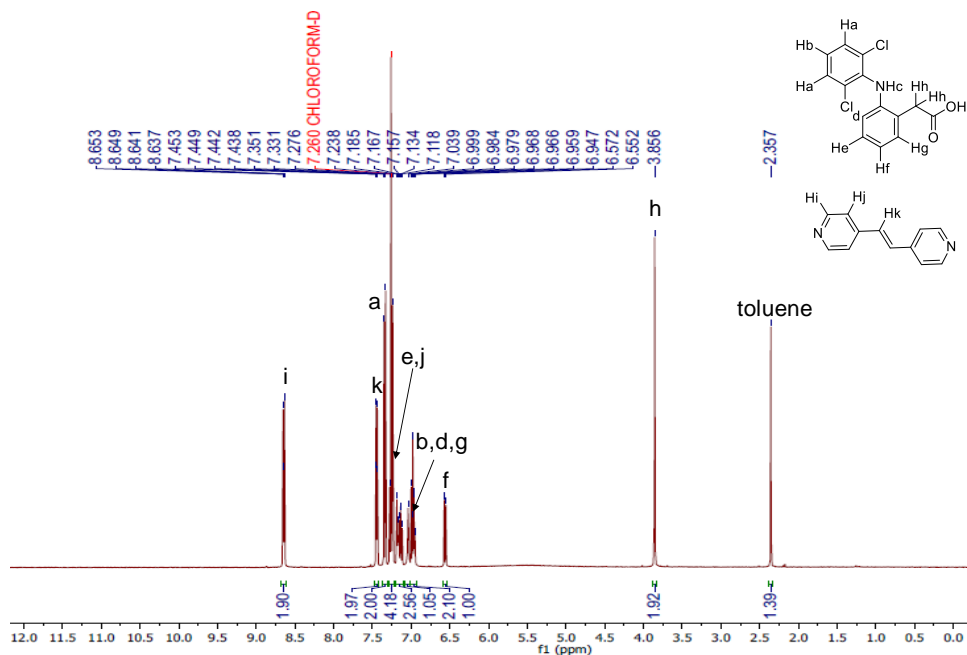 8.653
8.649
8.641
8.637
7.453
7.449
7.442
7.438
7.351
7.331
7.276
7.260 CHLOROFORM-D
7.238
7.185
7.167
7.157
7.134
7.118
7.039
6.999
6.984
6.979
6.968
6.966
6.959
6.947
6.572
6.552
3.856
2.357
Ha
Hb
Cl
Ha
NHc
Cl
Hh
Hh
OH
O
d
He
Hg
Hf
Hi
Hj
Hk
N
N
h
a
toluene
e,j
i
k
b,d,g
f
1.90
1.97
2.00
4.18
2.56
1.05
2.10
1.00
1.92
1.39
12.0 11.5 11.0 10.5 10.0 9.5 9.0 8.5 8.0 7.5 7.0 6.5 6.0 5.5 5.0 4.5 4.0 3.5 3.0 2.5 2.0 1.5 1.0 0.5 0.0
f1 (ppm)